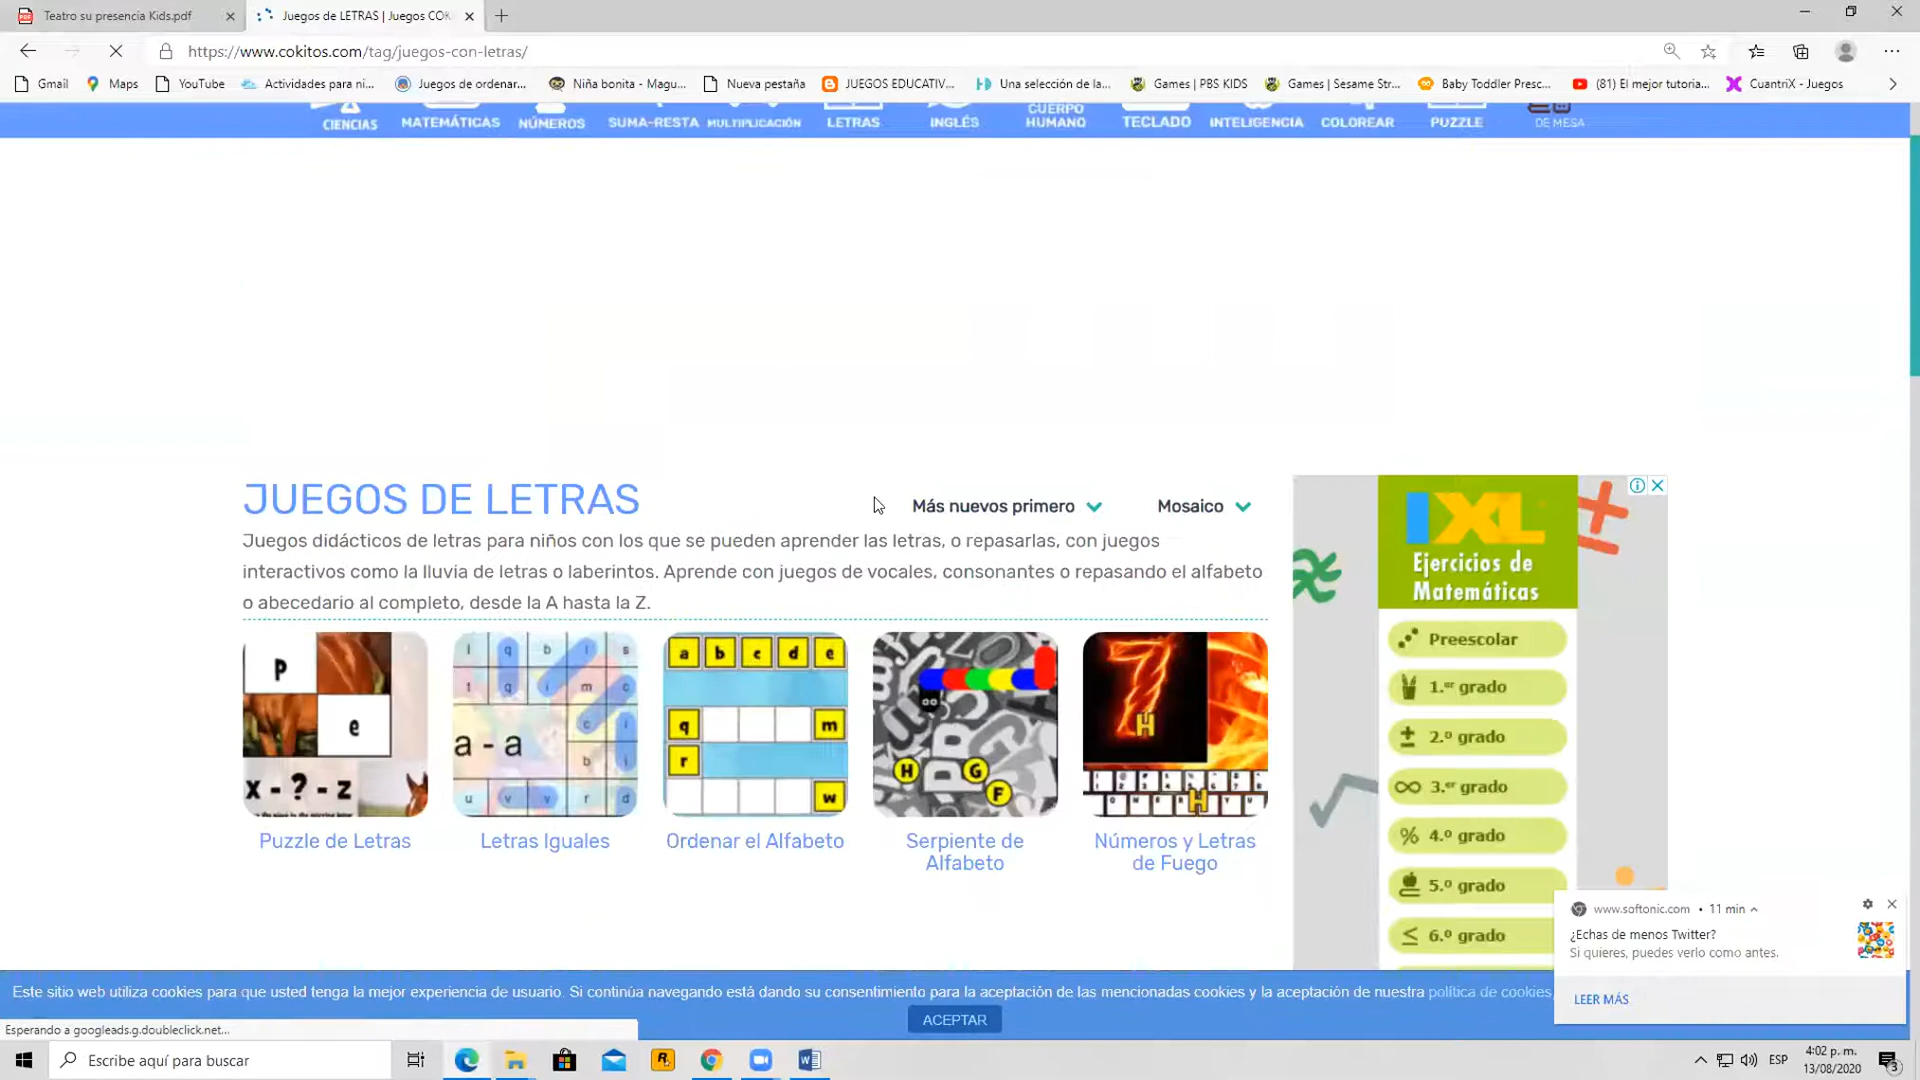 Teatro su presencia Kids.pdf
Juegos de LETRAS | Juegos COK
https://www.cokitos.com/tag/juegos-con-letras/
Gmail
Maps
YouTube
Actividades para ni...
Juegos de ordenar...
Niña bonita - Magu...
Nueva pestaña
JUEGOS EDUCATIV...
Una selección de la...
Games | PBS KIDS
Games | Sesame Str...
Baby Toddler Presc...
(81) El mejor tutoria...
CuantriX - Juegos
CIENCIAS
MATEMÁTICAS
NÚMEROS
SUMA-RESTA
MULTIPLICACIÓN
LETRAS
INGLÉS
CUERPO
HUMANO
TECLADO
INTELIGENCIA
COLOREAR
PUZZLE
DE MESA
JUEGOS DE LETRAS
Más nuevos primero
Mosaico
Juegos didácticos de letras para niños con los que se pueden aprender las letras, o repasarlas, con juegos
interactivos como la lluvia de letras o laberintos. Aprende con juegos de vocales, consonantes o repasando el alfabeto
o abecedario al completo, desde la A hasta la Z.
p
e
x - ? - z
a - a
a b c d e
q m
r
w
H G
F
7
H
Puzzle de Letras
Letras Iguales
Ordenar el Alfabeto
Serpiente de
Alfabeto
Números y Letras
de Fuego
IXL
Ejercicios de
Matemáticas
Preescolar
1.er grado
2.º grado
3.er grado
4.º grado
5.º grado
6.º grado
www.softonic.com • 11 min
¿Echas de menos Twitter?
Si quieres, puedes verlo como antes.
LEER MÁS
Este sitio web utiliza cookies para que usted tenga la mejor experiencia de usuario. Si continúa navegando está dando su consentimiento para la aceptación de las mencionadas cookies y la aceptación de nuestra política de cookies
ACEPTAR
Esperando a googleads.g.doubleclick.net...
Escribe aquí para buscar
ESP
4:02 p. m.
13/08/2020
3